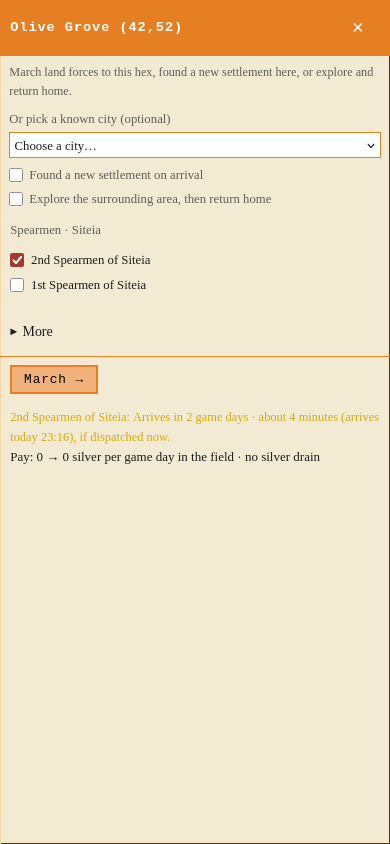 Olive Grove (42,52) ×
March land forces to this hex, found a new settlement here, or explore and
return home.
Or pick a known city (optional)
Choose a city…
Found a new settlement on arrival
Explore the surrounding area, then return home
Spearmen · Siteia
2nd Spearmen of Siteia
1st Spearmen of Siteia
▸ More
March →
2nd Spearmen of Siteia: Arrives in 2 game days · about 4 minutes (arrives
today 23:16), if dispatched now.
Pay: 0 → 0 silver per game day in the field · no silver drain